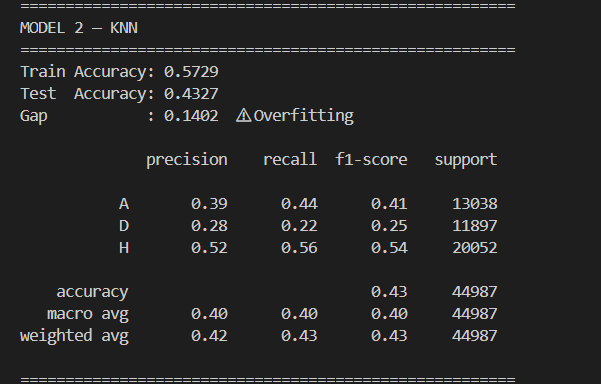 ======================================================
MODEL 2 — KNN
======================================================
Train Accuracy: 0.5729
Test  Accuracy: 0.4327
Gap           : 0.1402  ⚠️Overfitting
              precision    recall  f1-score   support
           A       0.39      0.44      0.41     13038
           D       0.28      0.22      0.25     11897
           H       0.52      0.56      0.54     20052
    accuracy                           0.43     44987
   macro avg       0.40      0.40      0.40     44987
weighted avg       0.42      0.43      0.43     44987
======================================================